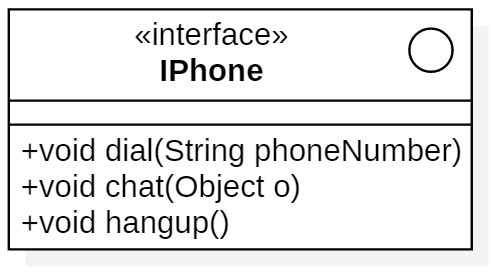 «interface»
IPhone
+void dial(String phoneNumber)
+void chat(Object o)
+void hangup()